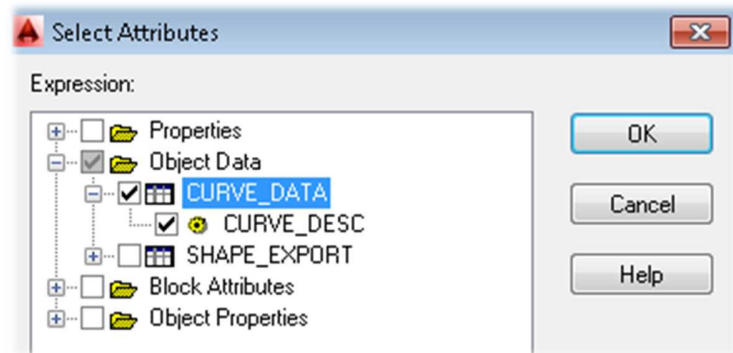 Select Attributes
Expression:
Properties
Object Data
CURVE_DATA
CURVE_DESC
SHAPE_EXPORT
Block Attributes
Object Properties
OK
Cancel
Help